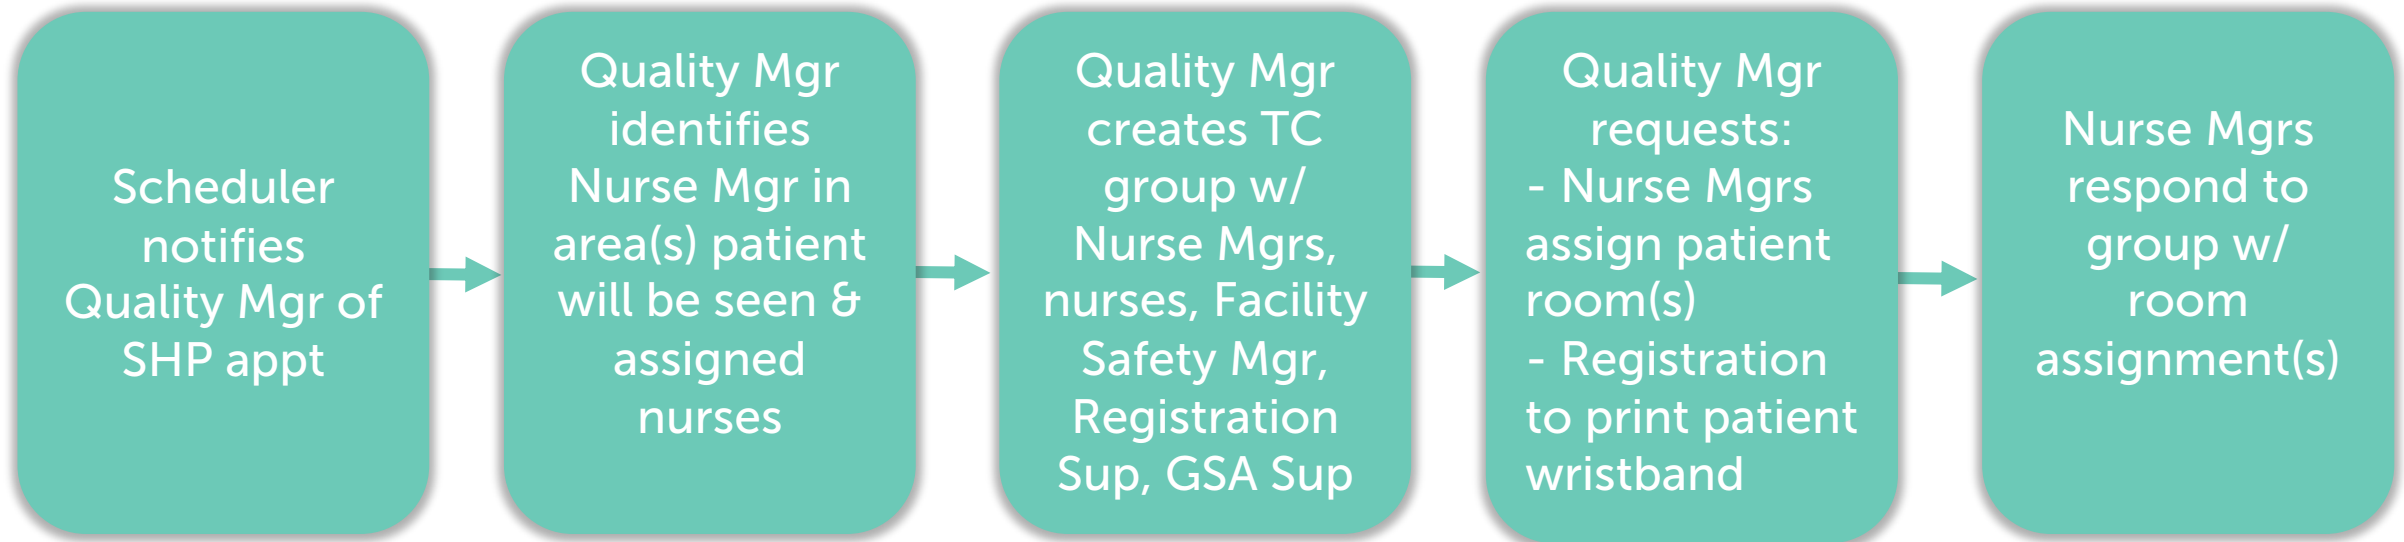 Scheduler
notifies
Quality Mgr of
SHP appt
Quality Mgr
identifies
Nurse Mgr in
area(s) patient
will be seen &
assigned
nurses
Quality Mgr
creates TC
group w/
Nurse Mgrs,
nurses, Facility
Safety Mgr,
Registration
Sup, GSA Sup
Quality Mgr
requests:
- Nurse Mgrs
assign patient
room(s)
- Registration
to print patient
wristband
Nurse Mgrs
respond to
group w/
room
assignment(s)